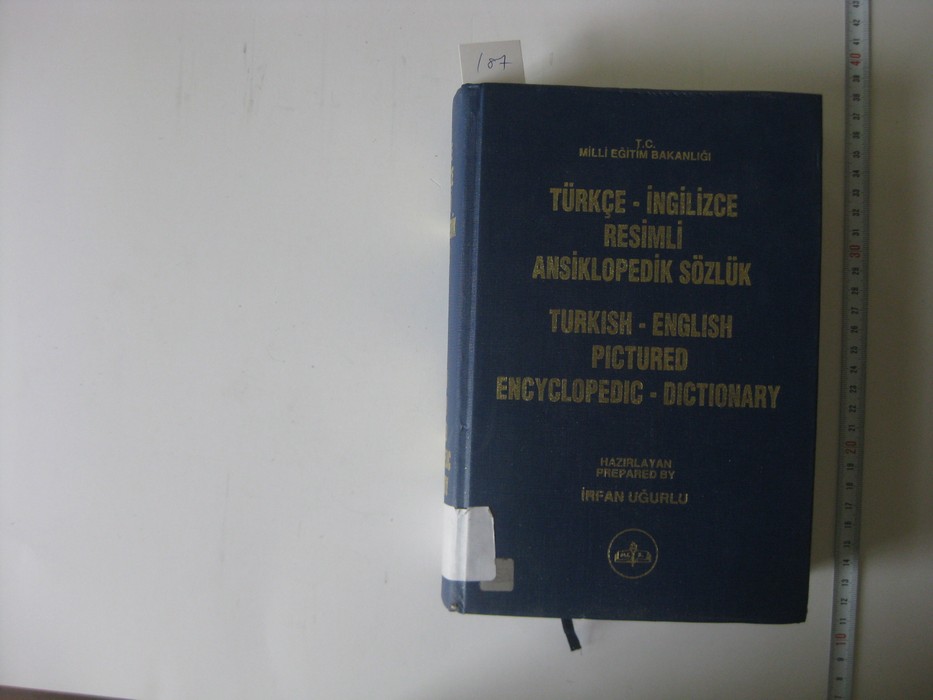 187
T.C.
MİLLİ EĞİTİM BAKANLIĞI
TÜRKÇE - İNGİLİZCE
RESİMLİ
ANSİKLOPEDİK SÖZLÜK
TURKISH - ENGLISH
PICTURED
ENCYCLOPEDIC - DICTIONARY
HAZIRLAYAN
PREPARED BY
İRFAN UĞURLU